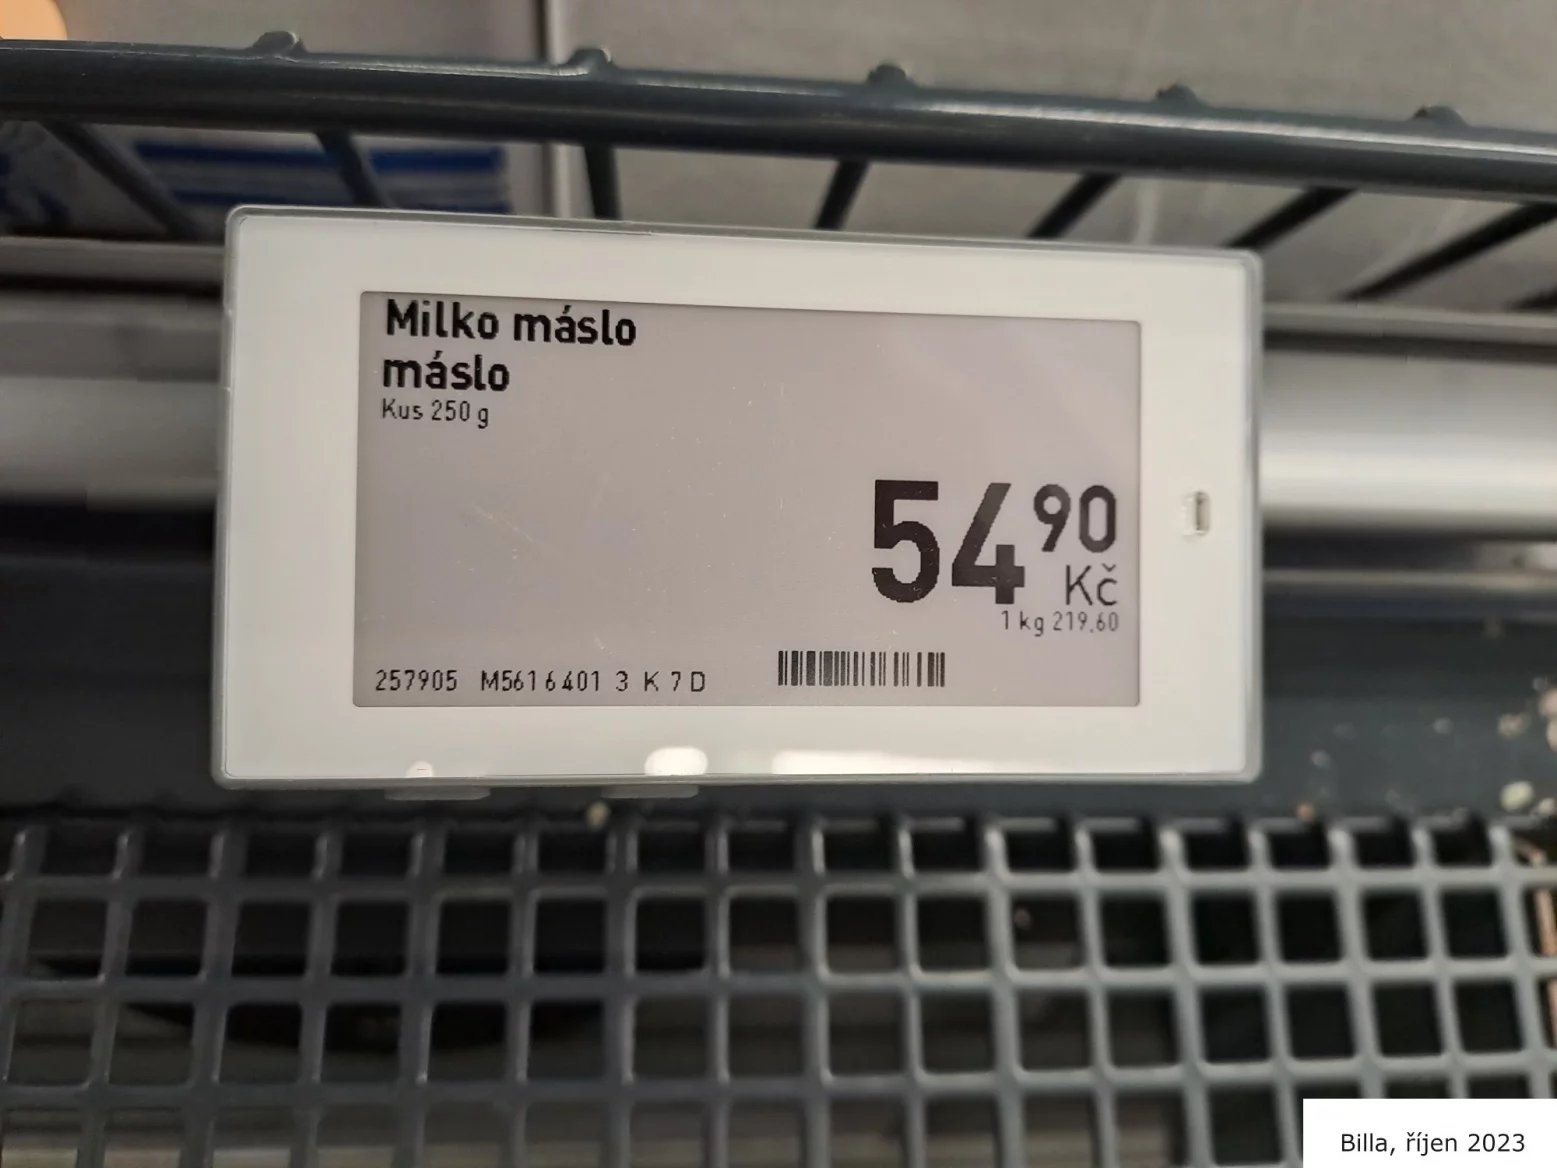 Milko máslo
máslo
Kus 250 g
54 90
Kč
1 kg 219,60
257905 M5616401 3 K 7 D
Billa, říjen 2023